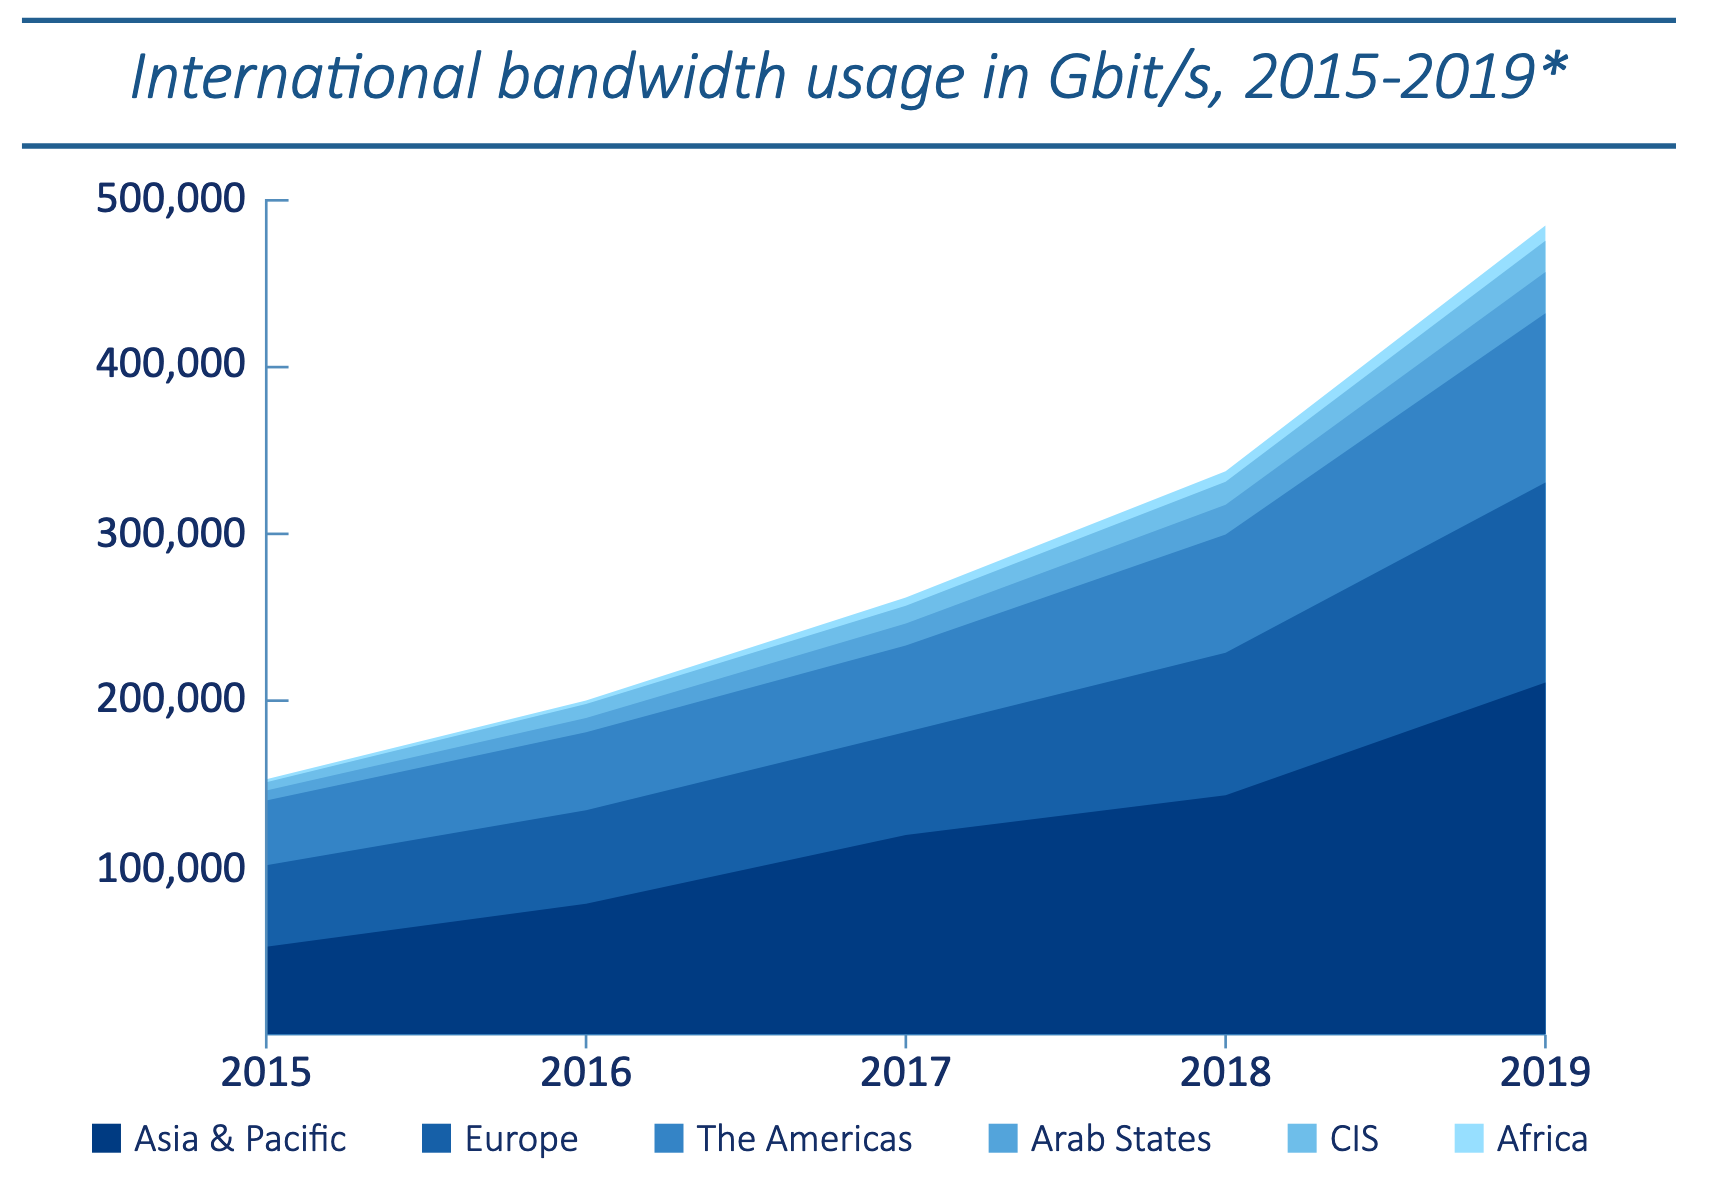 International bandwidth usage in Gbit/s, 2015-2019*
500,000
400,000
300,000
200,000
100,000
2015 2016 2017 2018 2019
Asia & Pacific Europe The Americas Arab States CIS Africa